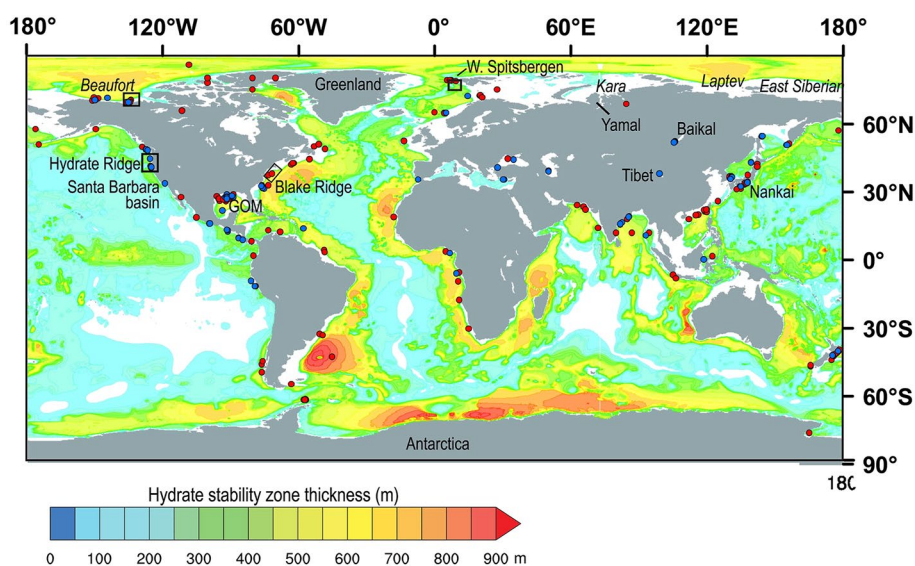 180° 120°W 60°W 0° 60°E 120°E 180°
W. Spitsbergen
Beaufort
Greenland
Kara
Laptev
East Siberian
Yamal
60°N
Baikal
Hydrate Ridge
Tibet
Santa Barbara
basin
Blake Ridge
Nankai
30°N
GOM
0°
30°S
60°S
Antarctica
90°
180
Hydrate stability zone thickness (m)
0 100 200 300 400 500 600 700 800 900 m